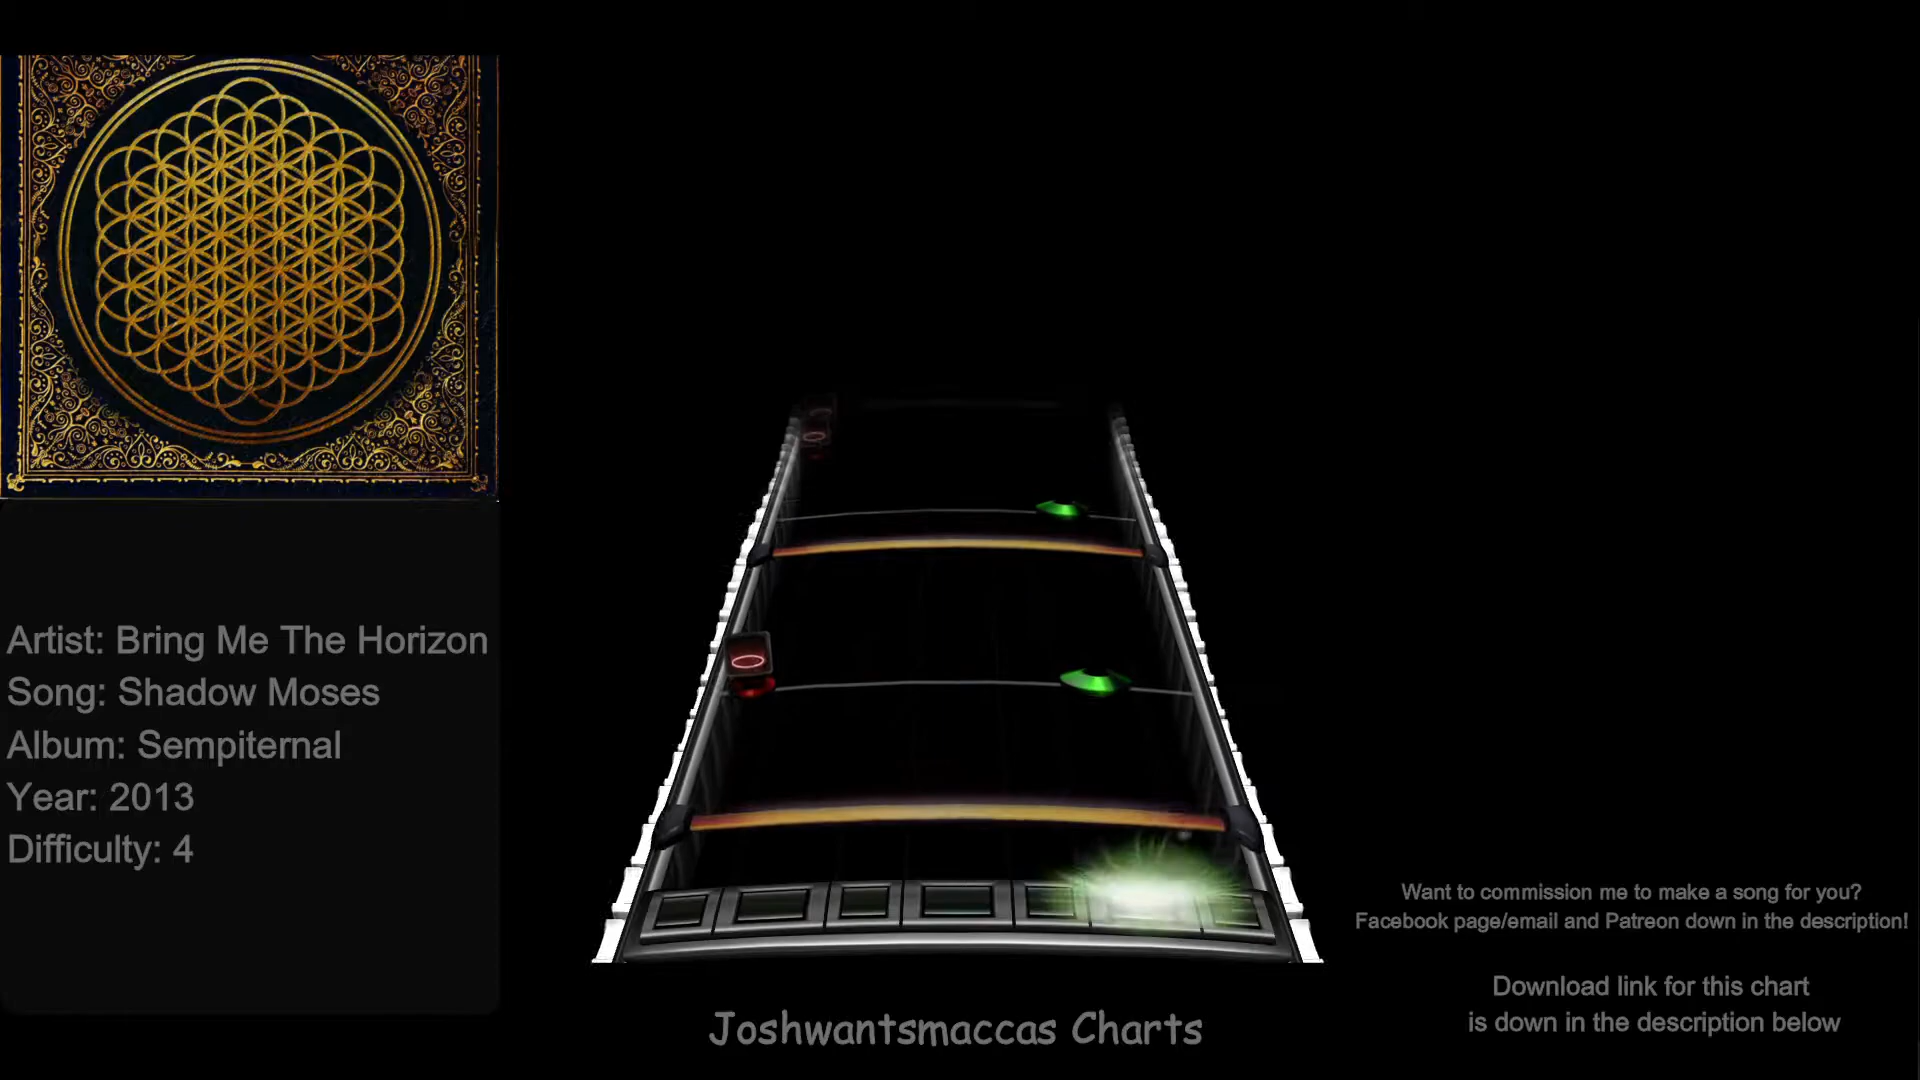 Artist: Bring Me The Horizon
Song: Shadow Moses
Album: Sempiternal
Year: 2013
Difficulty: 4
Want to commission me to make a song for you?
Facebook page/email and Patreon down in the description!
Download link for this chart
is down in the description below
Joshwantsmaccas Charts